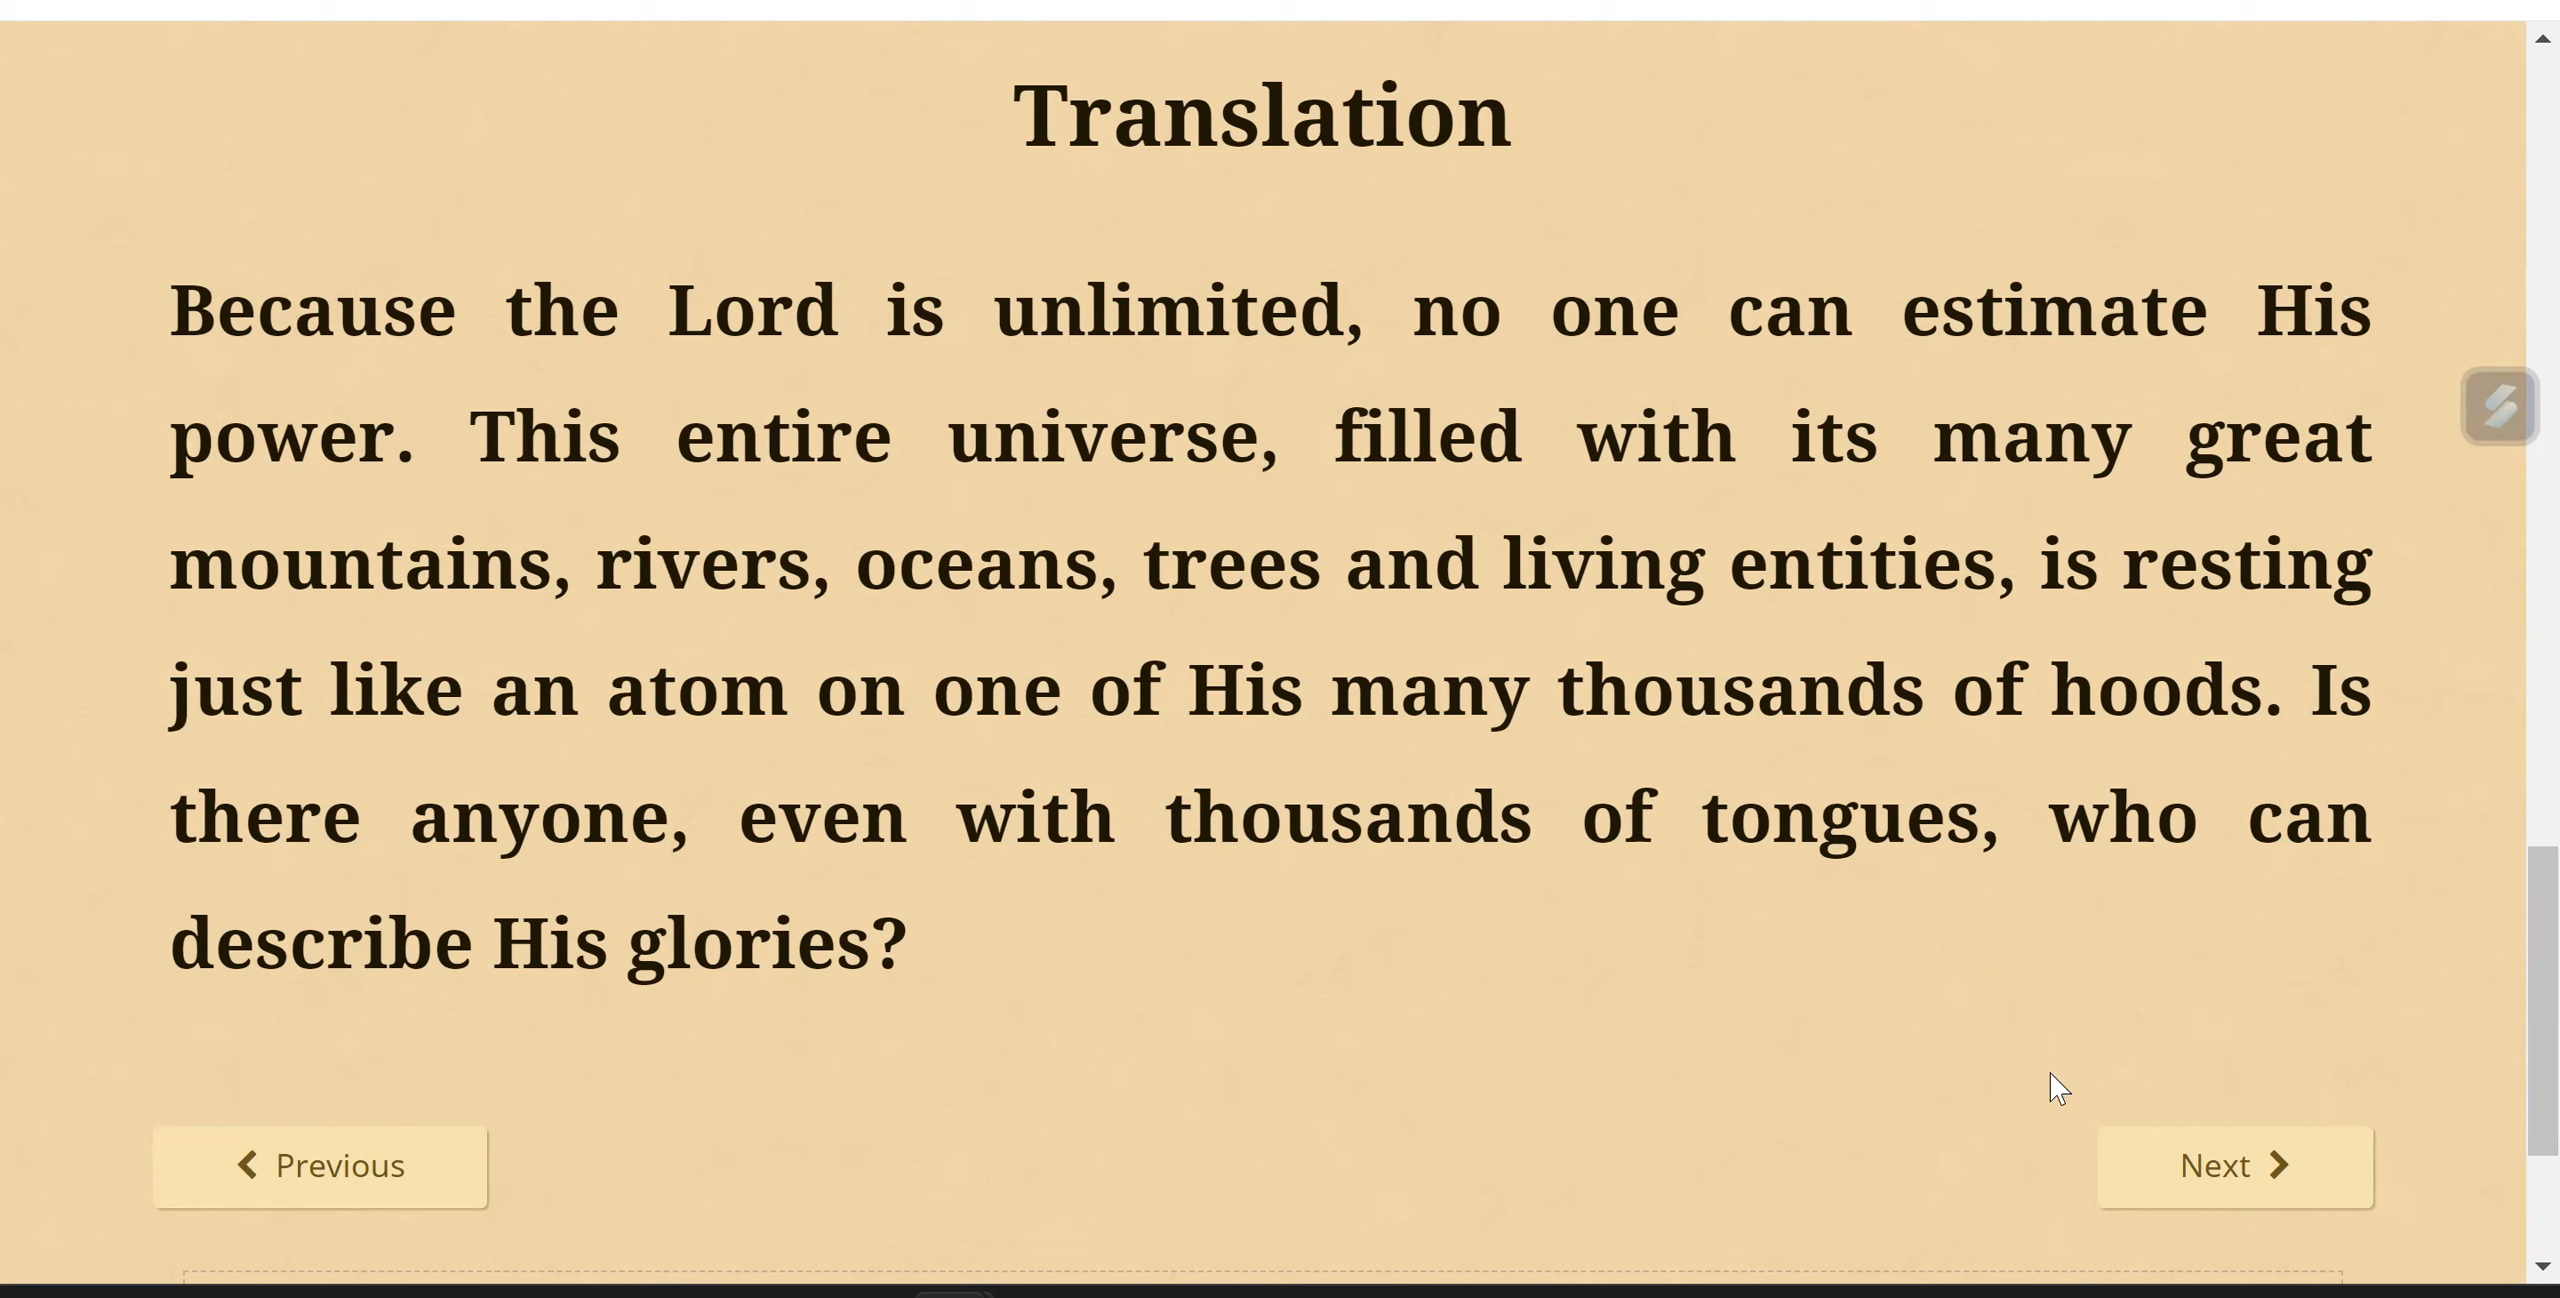 Translation
Because the Lord is unlimited, no one can estimate His
power. This entire universe, filled with its many great
mountains, rivers, oceans, trees and living entities, is resting
just like an atom on one of His many thousands of hoods. Is
there anyone, even with thousands of tongues, who can
describe His glories?
Previous
Next